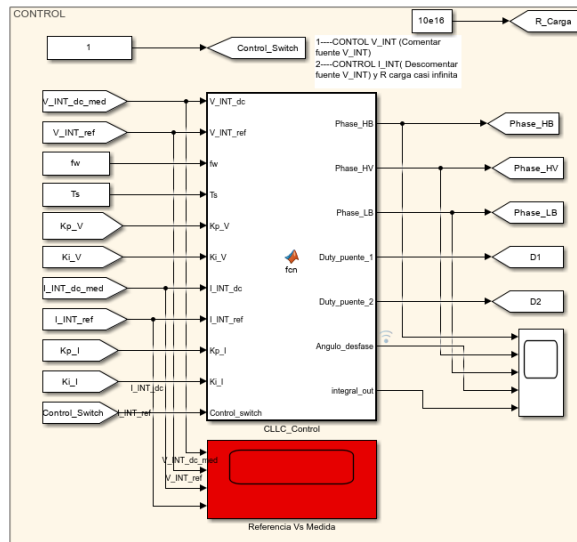 CONTROL
10e16
R_Carga
1
Control_Switch
1----CONTOL V_INT (Comentar
fuente V_INT)
2----CONTROL I_INT( Descomentar
fuente V_INT) y R carga casi infinita
V_INT_dc_med
V_INT_ref
fw
Ts
Kp_V
Ki_V
I_INT_dc_med
I_INT_ref
Kp_I
Ki_I
Control_Switch
I_INT_dc
I_INT_ref
V_INT_dc
V_INT_ref
fw
Ts
Kp_V
Ki_V
I_INT_dc
I_INT_ref
Kp_I
Ki_I
Control_switch
fcn
Phase_HB
Phase_HV
Phase_LB
Duty_puente_1
Duty_puente_2
Angulo_desfase
integral_out
Phase_HB
Phase_HV
Phase_LB
D1
D2
CLLC_Control
V_INT_dc_med
V_INT_ref
Referencia Vs Medida